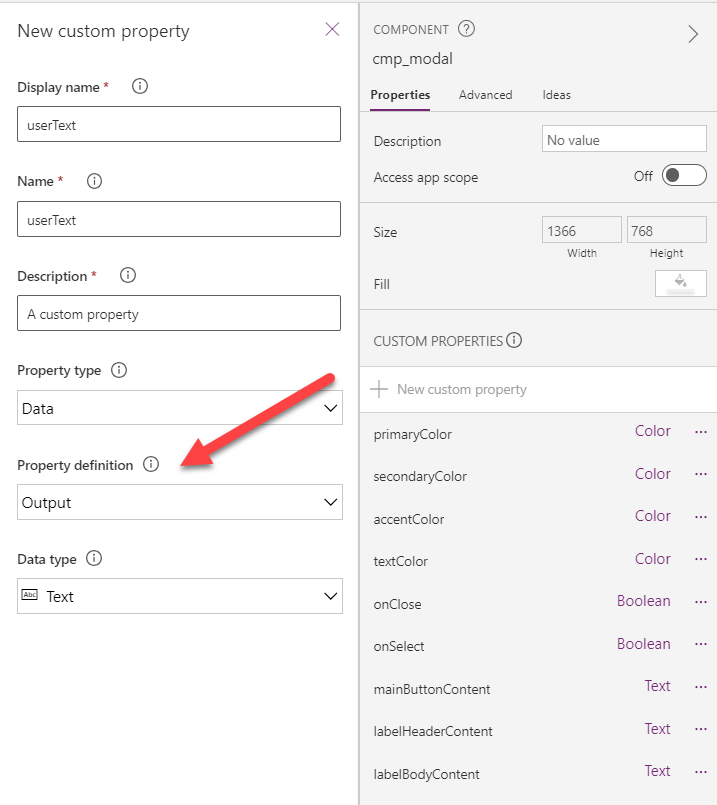 New custom property
Display name *
userText
Name *
userText
Description *
A custom property
Property type
Data
Property definition
Output
Data type
Abc Text
COMPONENT
cmp_modal
Properties Advanced Ideas
Description No value
Access app scope Off
Size 1366 768
Width Height
Fill
CUSTOM PROPERTIES
New custom property
primaryColor Color
secondaryColor Color
accentColor Color
textColor Color
onClose Boolean
onSelect Boolean
mainButtonContent Text
labelHeaderContent Text
labelBodyContent Text